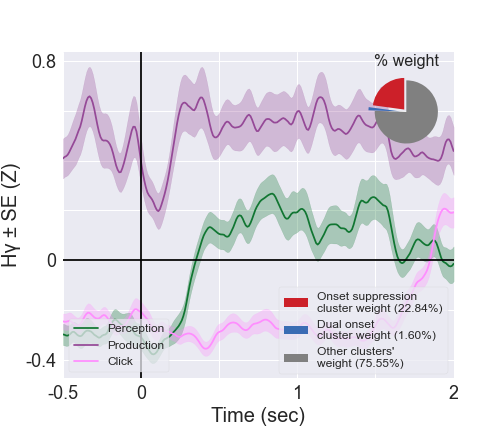 % weight
0.8
0
-0.4
Hγ ± SE (Z)
Perception
Production
Click
Onset suppression
cluster weight (22.84%)
Dual onset
cluster weight (1.60%)
Other clusters'
weight (75.55%)
-0.5
0
1
2
Time (sec)